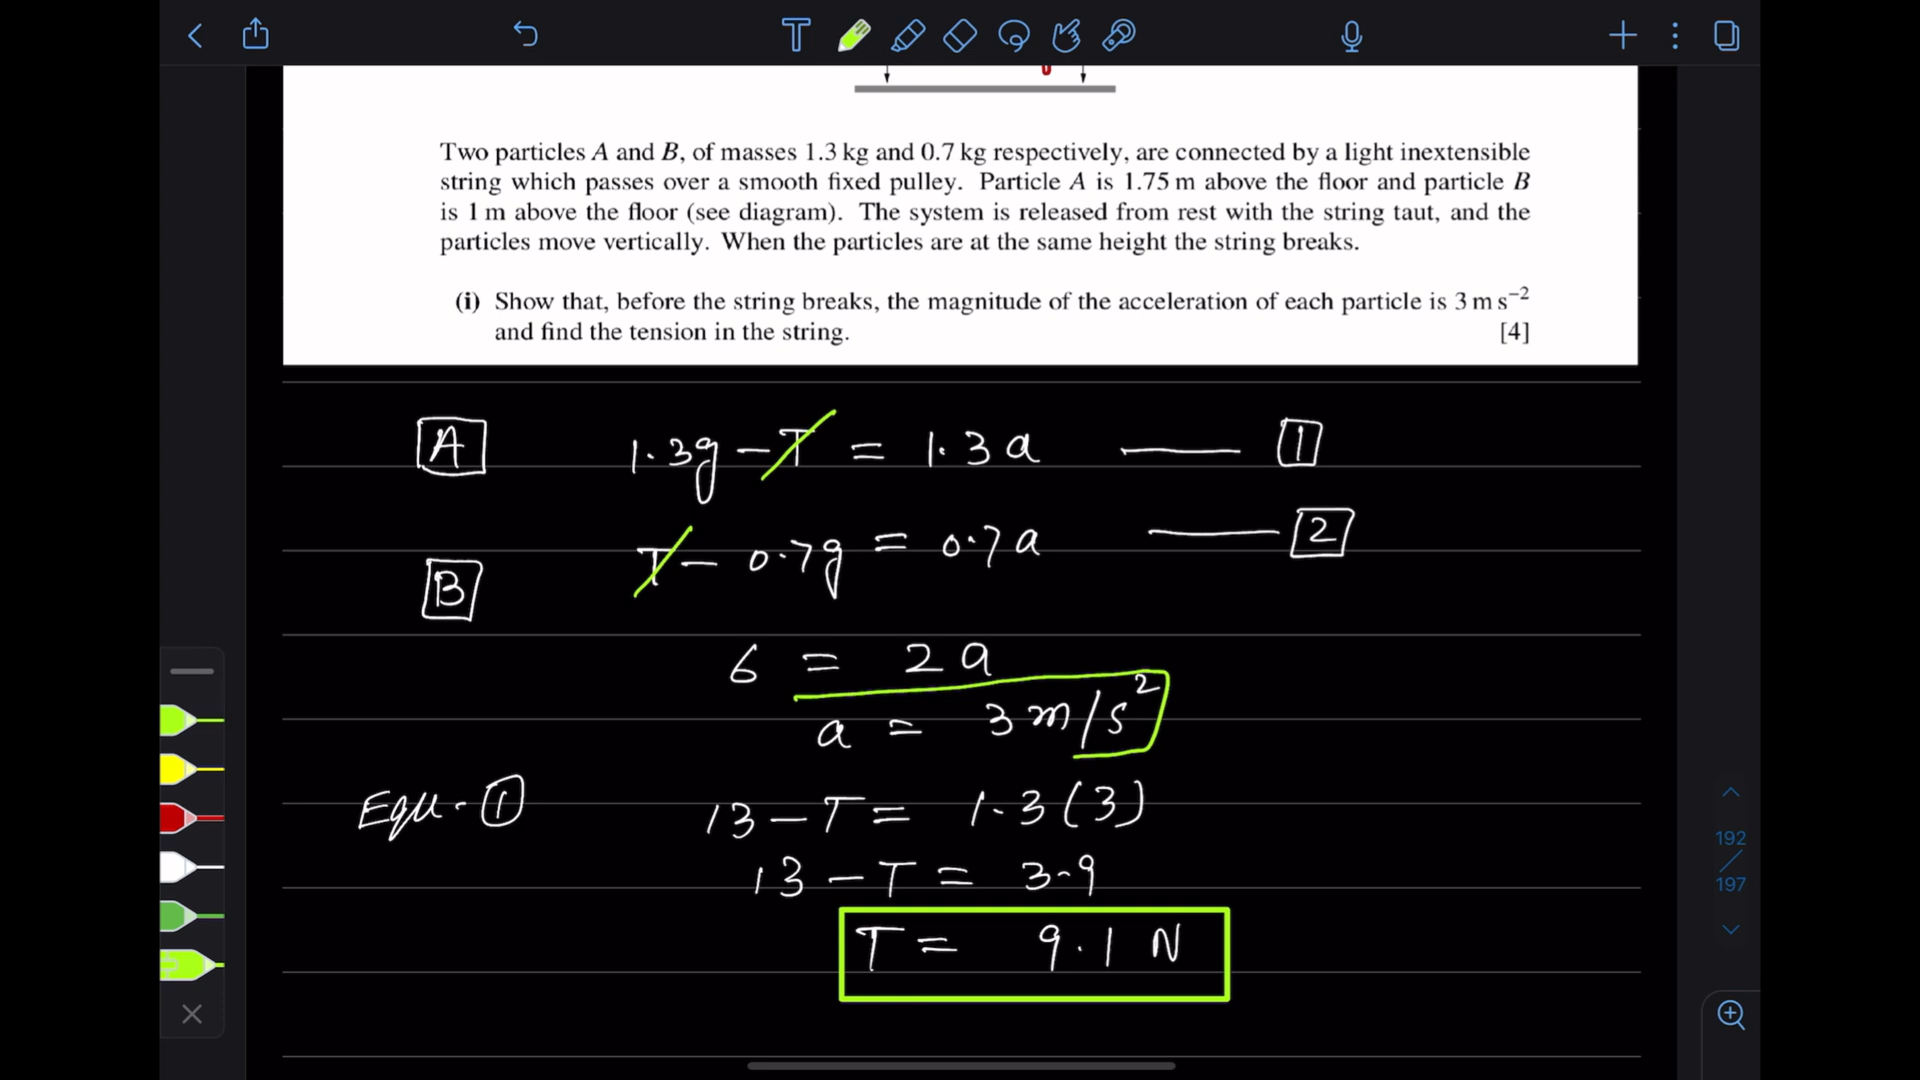 Two particles A and B, of masses 1.3 kg and 0.7 kg respectively, are connected by a light inextensible
string which passes over a smooth fixed pulley. Particle A is 1.75 m above the floor and particle B
is 1 m above the floor (see diagram). The system is released from rest with the string taut, and the
particles move vertically. When the particles are at the same height the string breaks.
(i) Show that, before the string breaks, the magnitude of the acceleration of each particle is 3 m s⁻²
and find the tension in the string. [4]
A 1.3g - T = 1.3 a 1
T - 0.7g = 0.7 a 2
B
6 = 2 a
a = 3 m/s²
Equ. 1 13 - T = 1.3 (3)
13 - T = 3.9
T = 9.1 N
192
197